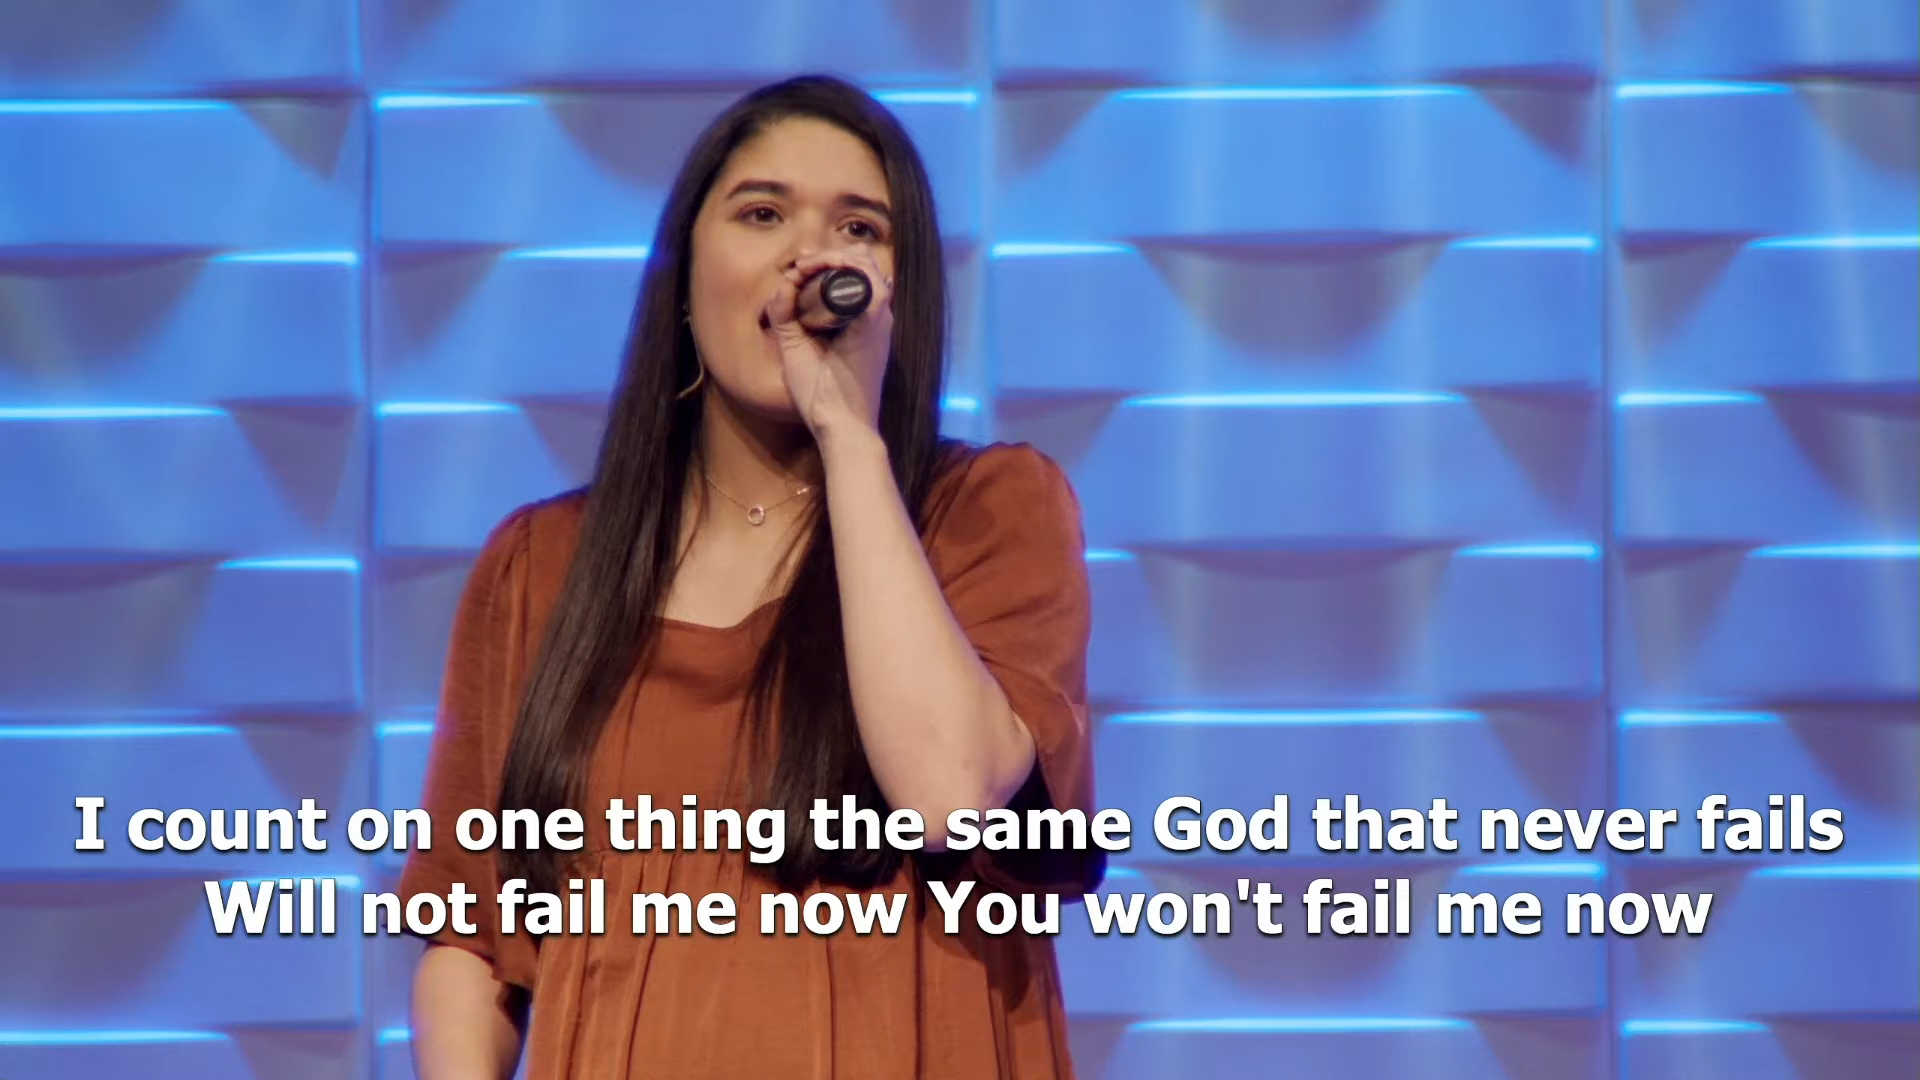 I count on one thing the same God that never fails
Will not fail me now You won't fail me now